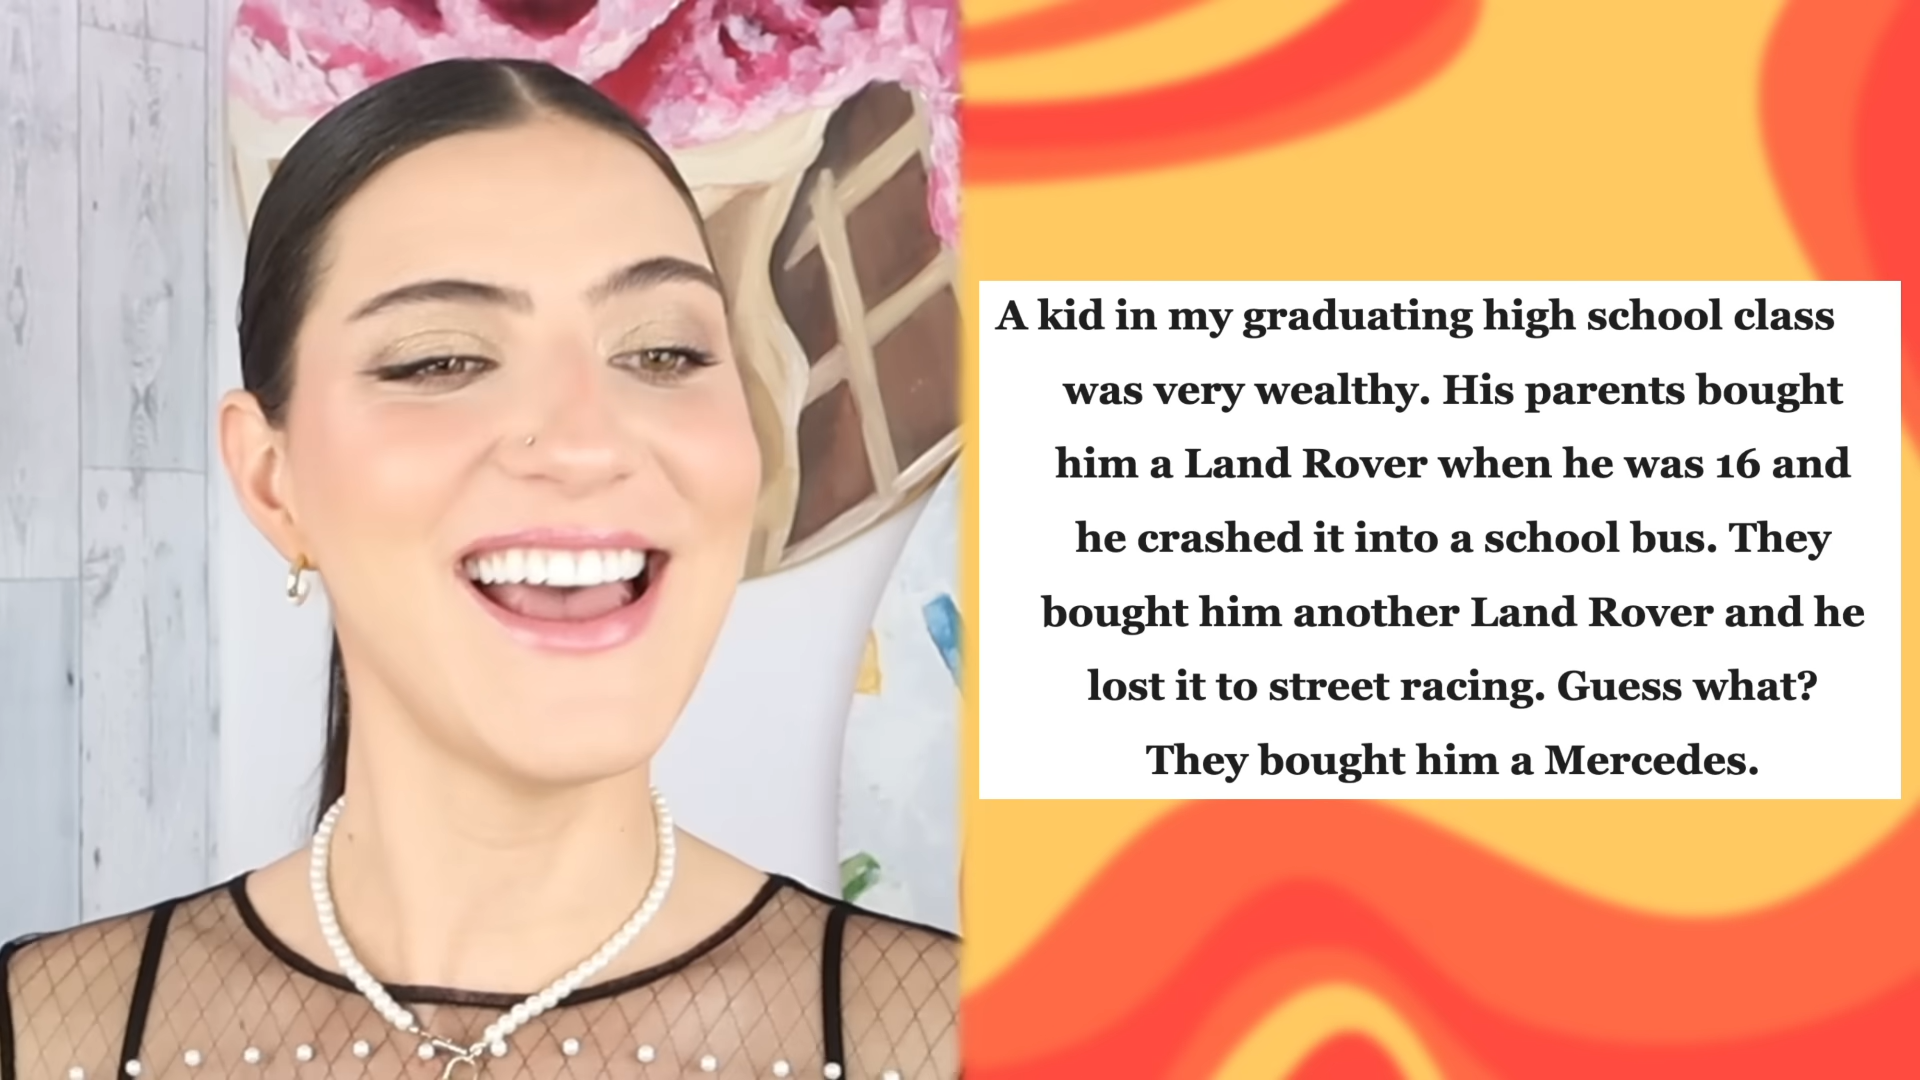 A kid in my graduating high school class
was very wealthy. His parents bought
him a Land Rover when he was 16 and
he crashed it into a school bus. They
bought him another Land Rover and he
lost it to street racing. Guess what?
They bought him a Mercedes.